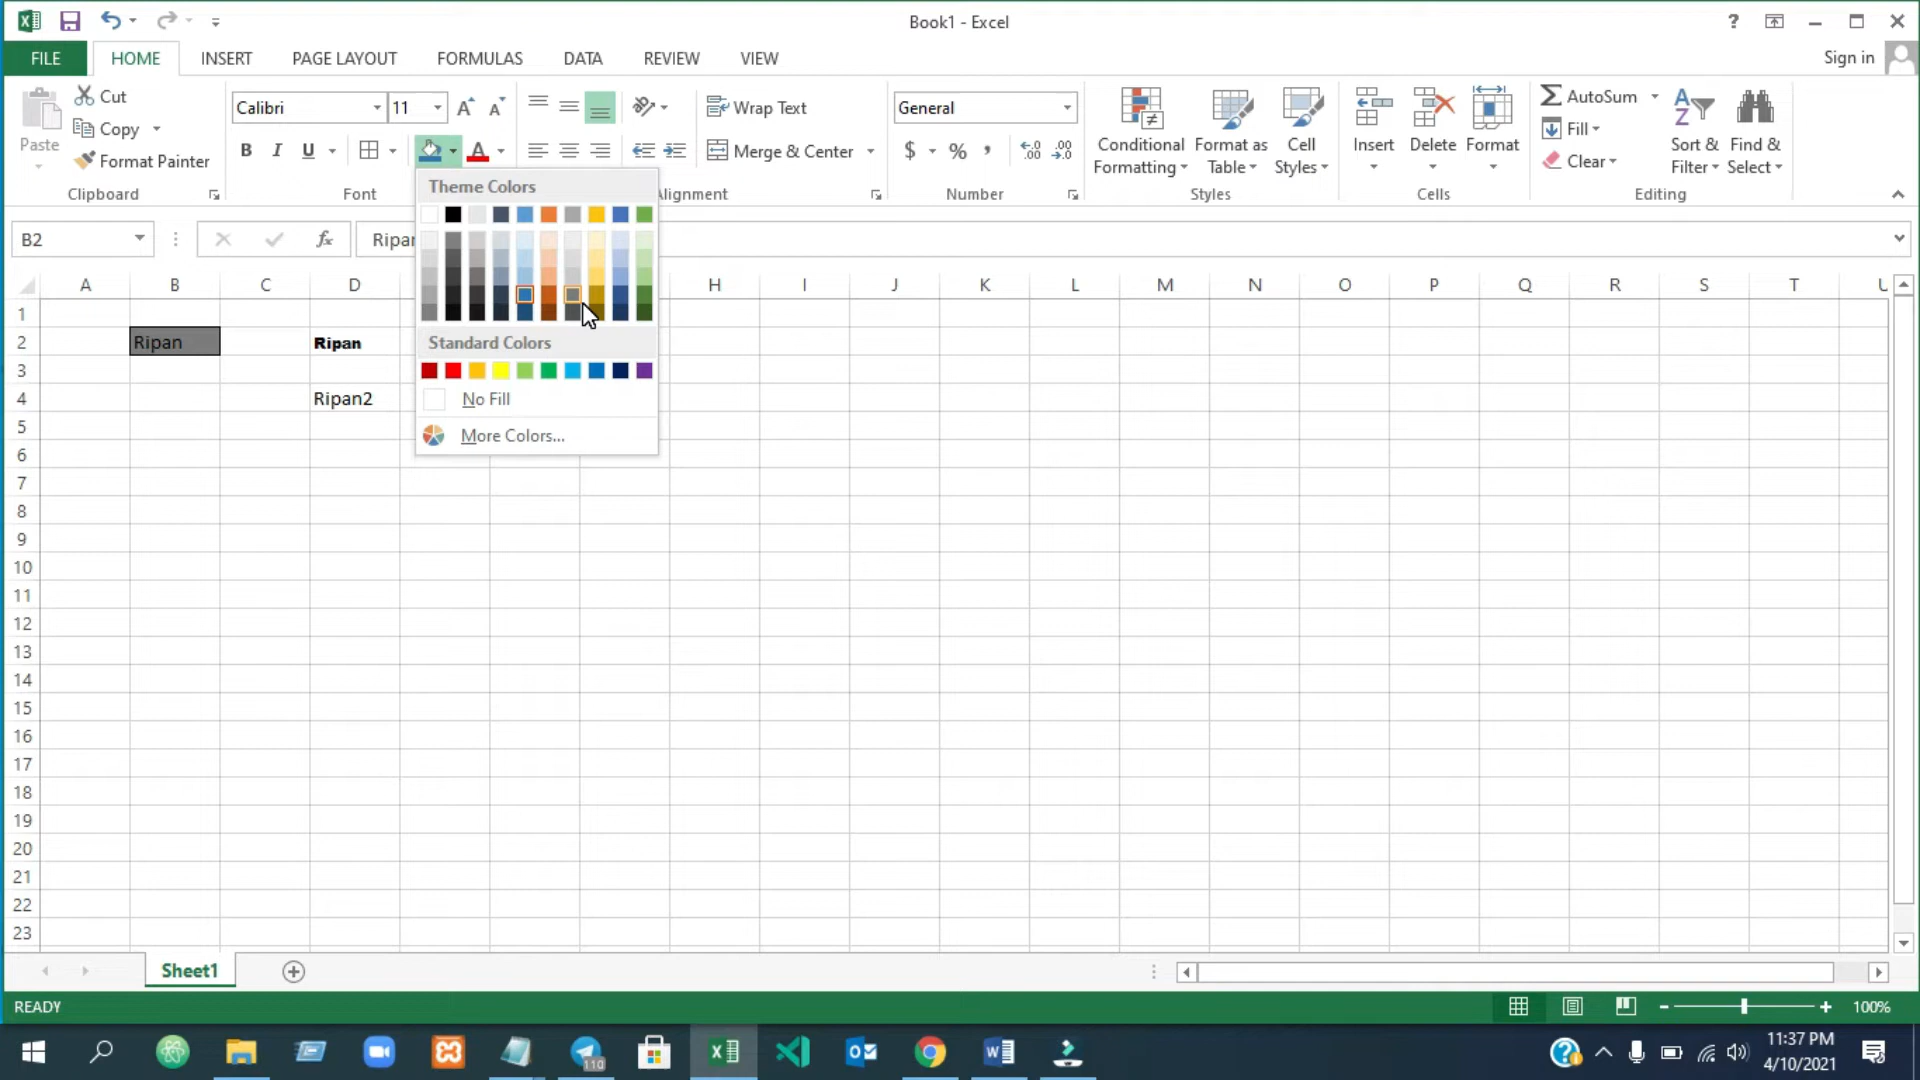 Book1 - Excel
?
FILE HOME INSERT PAGE LAYOUT FORMULAS DATA REVIEW VIEW Sign in
Paste
Cut
Copy
Format Painter
Clipboard
Calibri 11
B I U A
Font
Wrap Text
Merge & Center
Alignment
General
$ % ,
Number
Conditional Formatting
Format as Table
Cell Styles
Styles
Insert Delete Format
Cells
AutoSum
Fill
Clear
Sort & Filter
Find & Select
Editing
Theme Colors
Standard Colors
No Fill
More Colors...
B2 fx
A B C D H I J K L M N O P Q R S T
1
2 Ripan Ripan
3
4 Ripan2
5
6
7
8
9
10
11
12
13
14
15
16
17
18
19
20
21
22
23
Sheet1
READY 100%
110
11:37 PM
4/10/2021